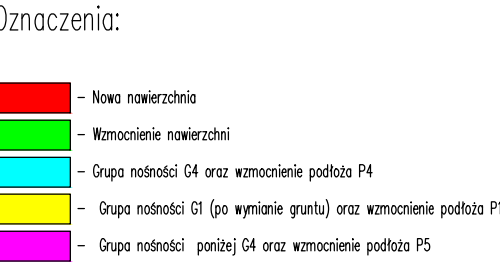 Oznaczenia:
- Nowa nawierzchnia
- Wzmocnienie nawierzchni
- Grupa nośności G4 oraz wzmocnienie podłoża P4
- Grupa nośności G1 (po wymianie gruntu) oraz wzmocnienie podłoża P1
- Grupa nośności poniżej G4 oraz wzmocnienie podłoża P5